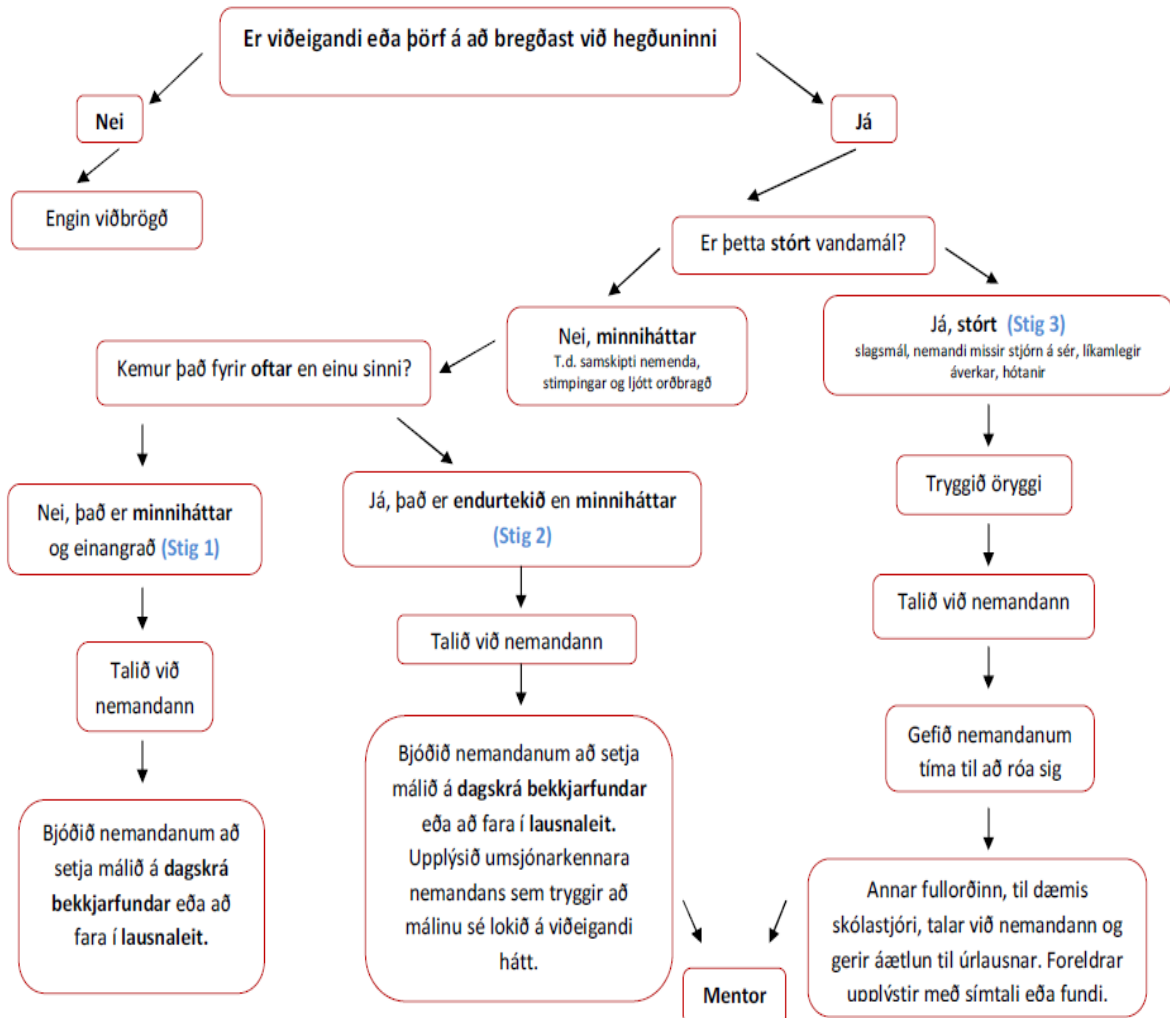 Er viðeigandi eða þörf á að bregðast við hegðuninni
Nei
Já
Engin viðbrögð
Er þetta stórt vandamál?
Nei, minniháttar
T.d. samskipti nemenda,
stimpingar og ljótt orðbragð
Já, stórt (Stig 3)
slagsmál, nemandi missir stjórn á sér, líkamlegir
áverkar, hótanir
Kemur það fyrir oftar en einu sinni?
Nei, það er minniháttar
og einangrað (Stig 1)
Talið við
nemandann
Bjóðið nemandanum að
setja málið á dagskrá
bekkjarfundar eða að
fara í lausnaleit.
Já, það er endurtekið en minniháttar
(Stig 2)
Talið við nemandann
Bjóðið nemandanum að setja
málið á dagskrá bekkjarfundar
eða að fara í lausnaleit.
Upplýsið umsjónarkennara
nemandans sem tryggir að
málinu sé lokið á viðeigandi
hátt.
Tryggið öryggi
Talið við nemandann
Gefið nemandanum
tíma til að róa sig
Annar fullorðinn, til dæmis
skólastjóri, talar við nemandann og
gerir áætlun til úrlausnar. Foreldrar
upplýstir með símtali eða fundi.
Mentor